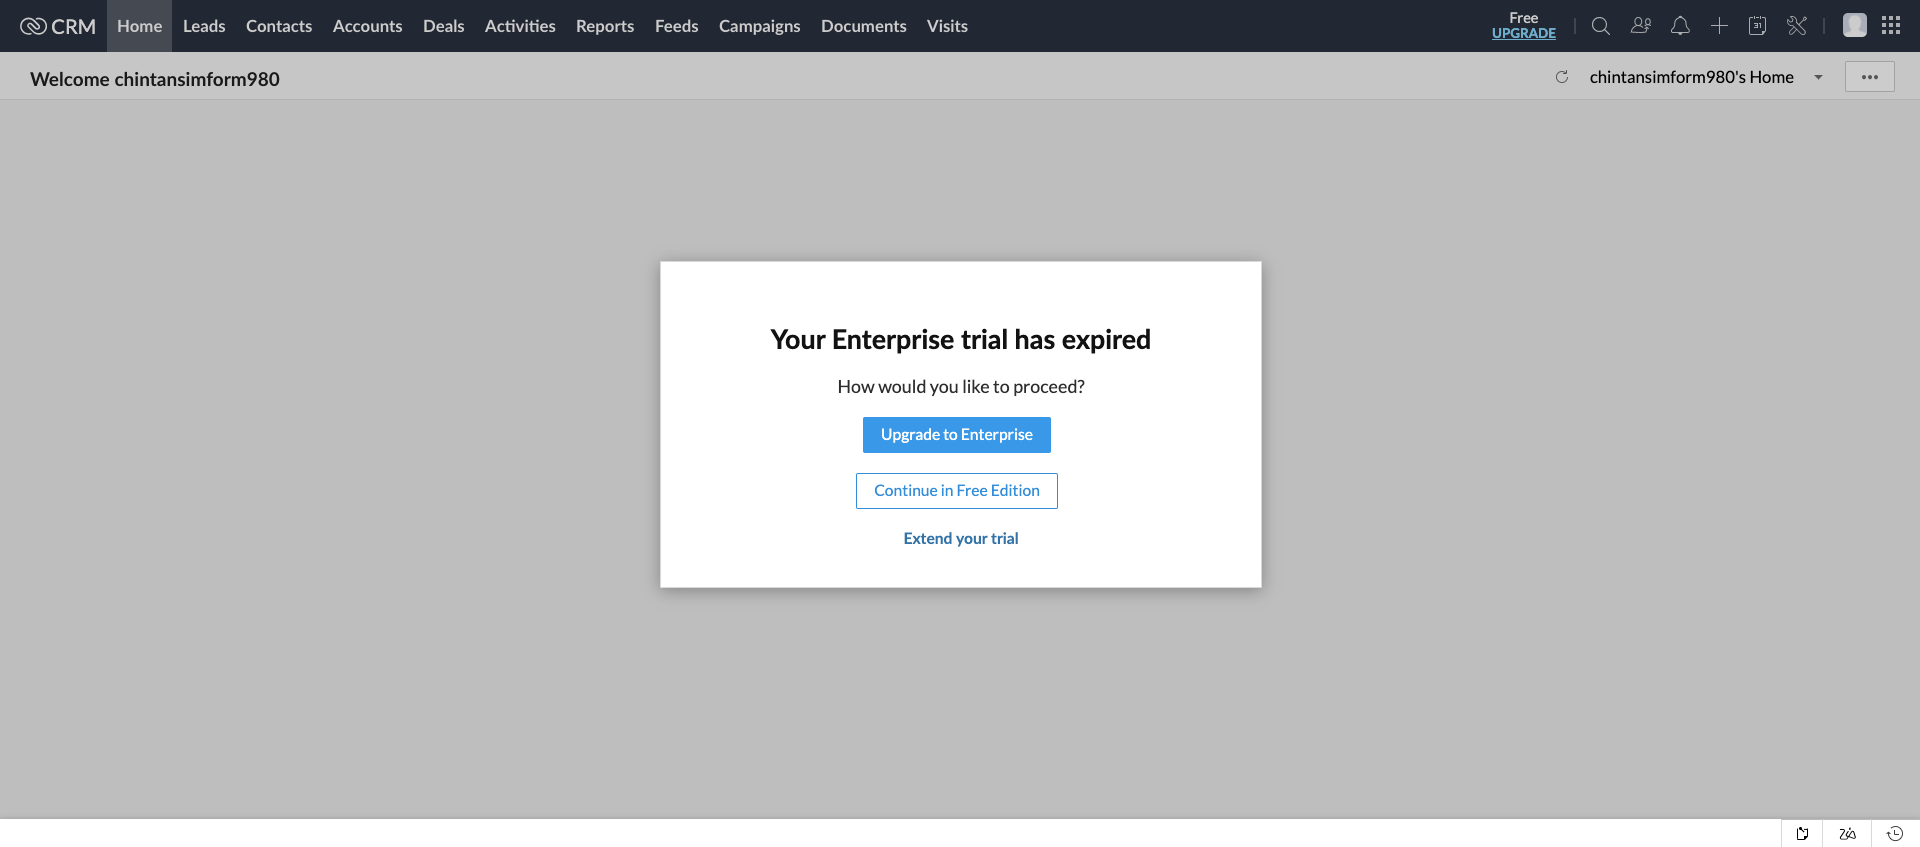 CRM Home Leads Contacts Accounts Deals Activities Reports Feeds Campaigns Documents Visits
Free
UPGRADE
31
Welcome chintansimform980
chintansimform980's Home
Your Enterprise trial has expired
How would you like to proceed?
Upgrade to Enterprise
Continue in Free Edition
Extend your trial